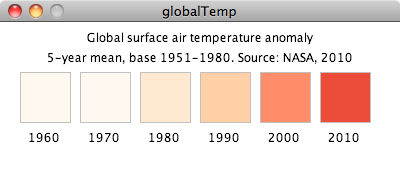 globalTemp
Global surface air temperature anomaly
5-year mean, base 1951-1980. Source: NASA, 2010
1960 1970 1980 1990 2000 2010